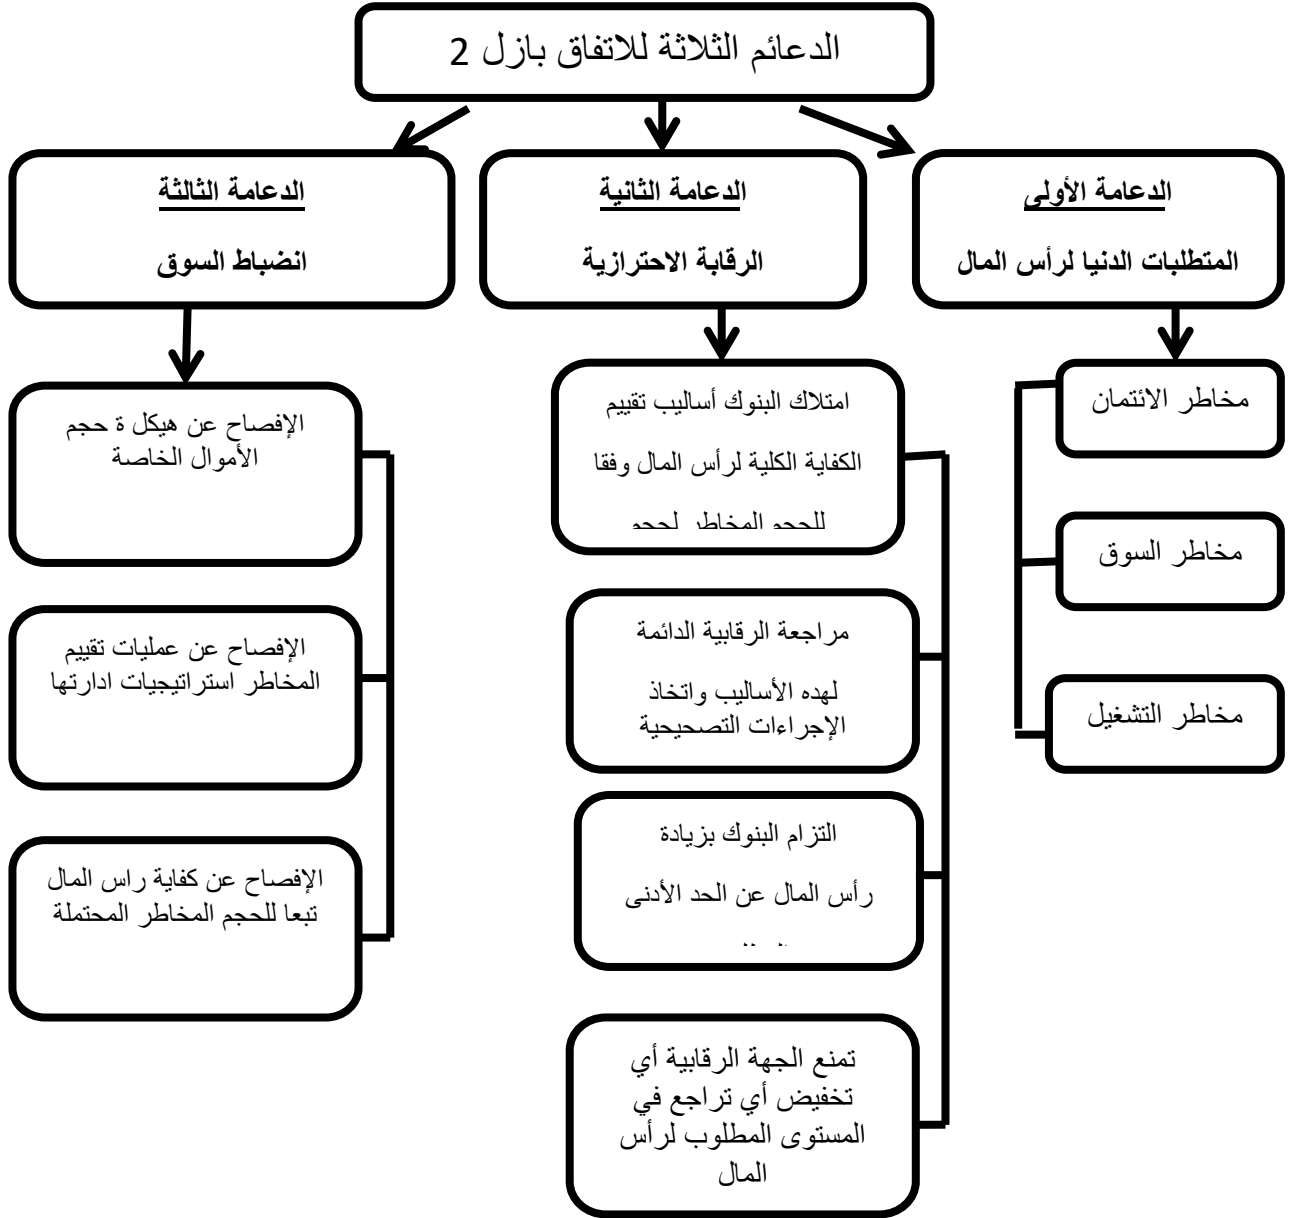 الدعائم الثلاثة للاتفاق بازل 2
الدعامة الأولى
المتطلبات الدنيا لرأس المال
الدعامة الثانية
الرقابة الاحترازية
الدعامة الثالثة
انضباط السوق
مخاطر الائتمان
مخاطر السوق
مخاطر التشغيل
امتلاك البنوك أساليب تقييم
الكفاية الكلية لرأس المال وفقا
للحجم المخاطر لحجم
مراجعة الرقابية الدائمة
لهده الأساليب واتخاذ
الإجراءات التصحيحية
التزام البنوك بزيادة
رأس المال عن الحد الأدنى
تمنع الجهة الرقابية أي
تخفيض أي تراجع في
المستوى المطلوب لرأس
المال
الإفصاح عن هيكل ة حجم
الأموال الخاصة
الإفصاح عن عمليات تقييم
المخاطر استراتيجيات ادارتها
الإفصاح عن كفاية راس المال
تبعا للحجم المخاطر المحتملة